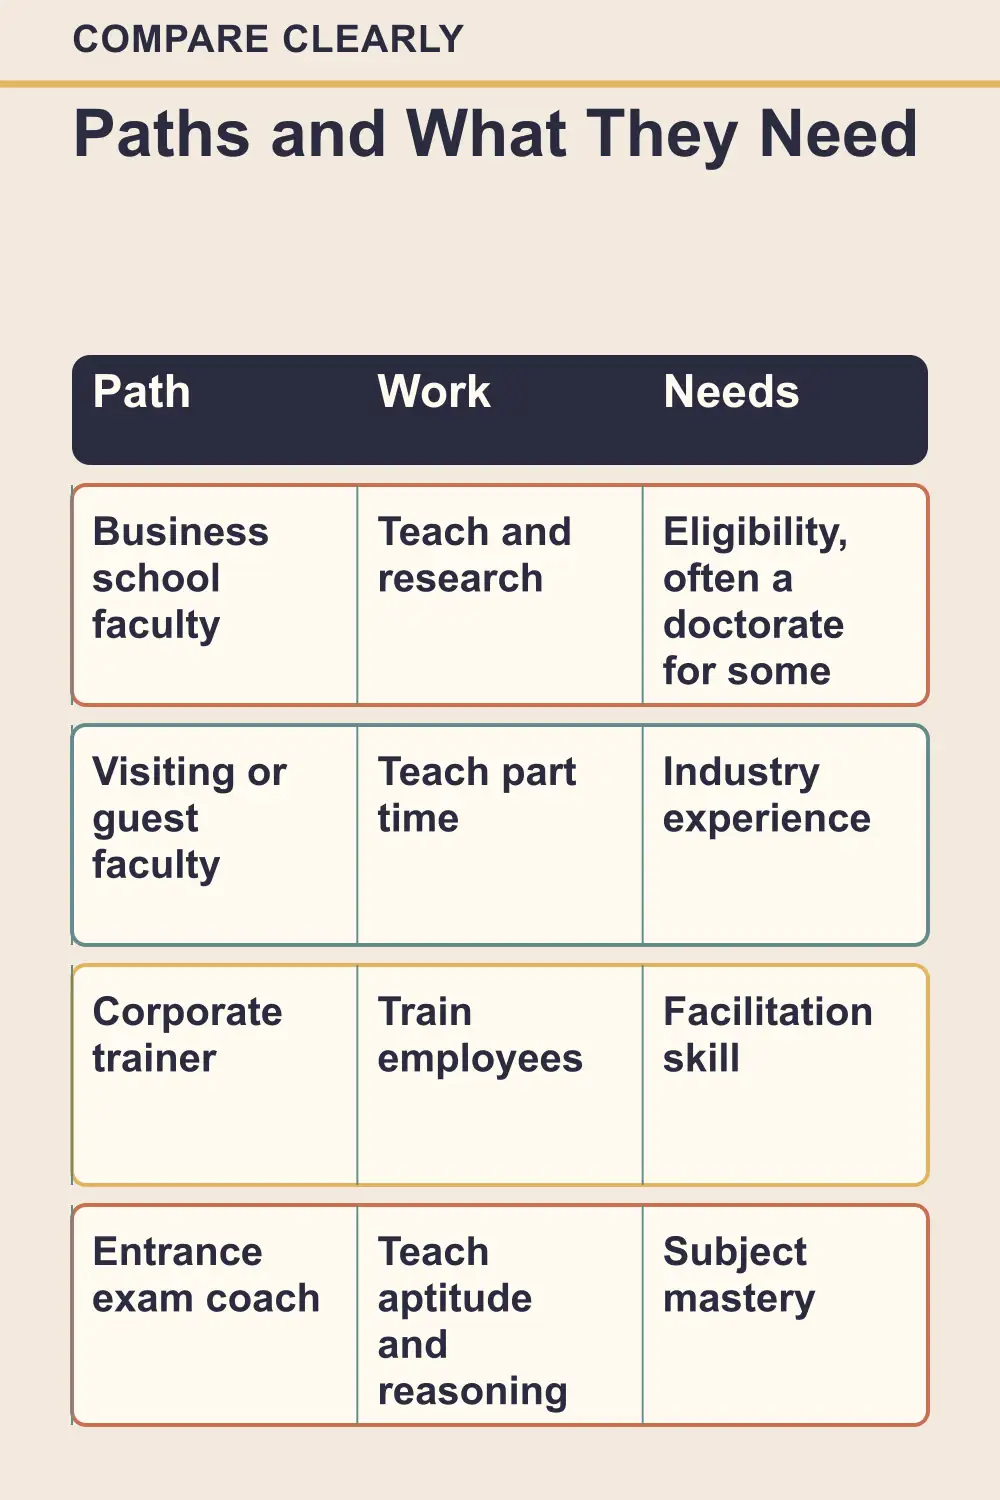 COMPARE CLEARLY
Paths and What They Need
Path
Work
Needs
Business
school
faculty
Teach and
research
Eligibility,
often a
doctorate
for some
Visiting or
guest
faculty
Teach part
time
Industry
experience
Corporate
trainer
Train
employees
Facilitation
skill
Entrance
exam coach
Teach
aptitude
and
reasoning
Subject
mastery